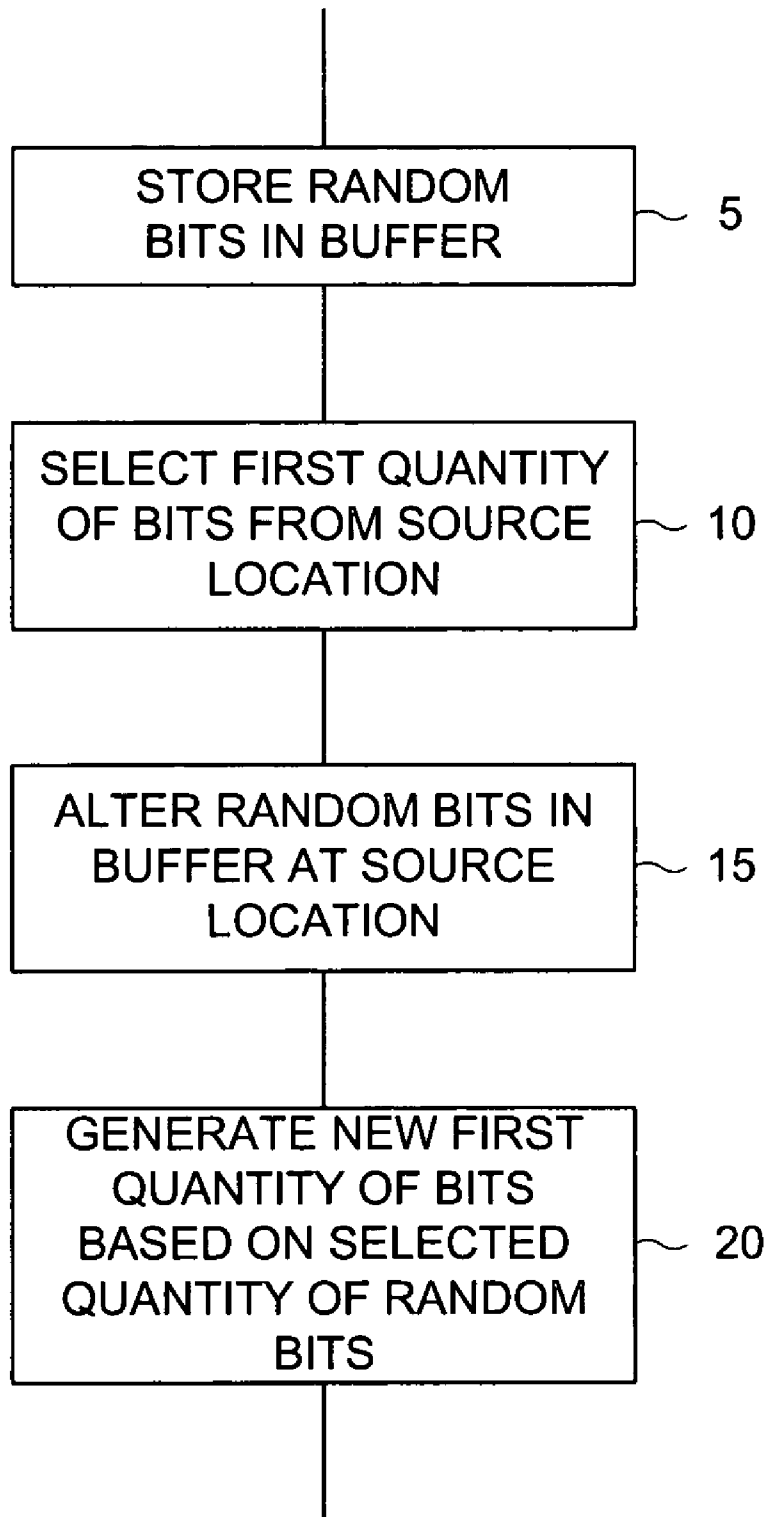 STORE RANDOM
BITS IN BUFFER
5
SELECT FIRST QUANTITY
OF BITS FROM SOURCE
LOCATION
10
ALTER RANDOM BITS IN
BUFFER AT SOURCE
LOCATION
15
GENERATE NEW FIRST
QUANTITY OF BITS
BASED ON SELECTED
QUANTITY OF RANDOM
BITS
20